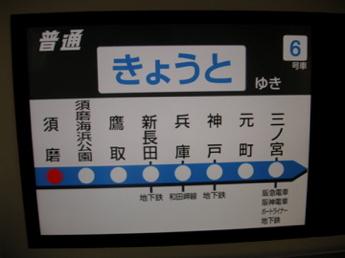 普通
きょうと ゆき
6
号車
須磨
須磨海浜公園
鷹取
新長田
兵庫
神戸
元町
三ノ宮
地下鉄
和田岬線
地下鉄
阪急電車
阪神電車
ポートライナー
地下鉄